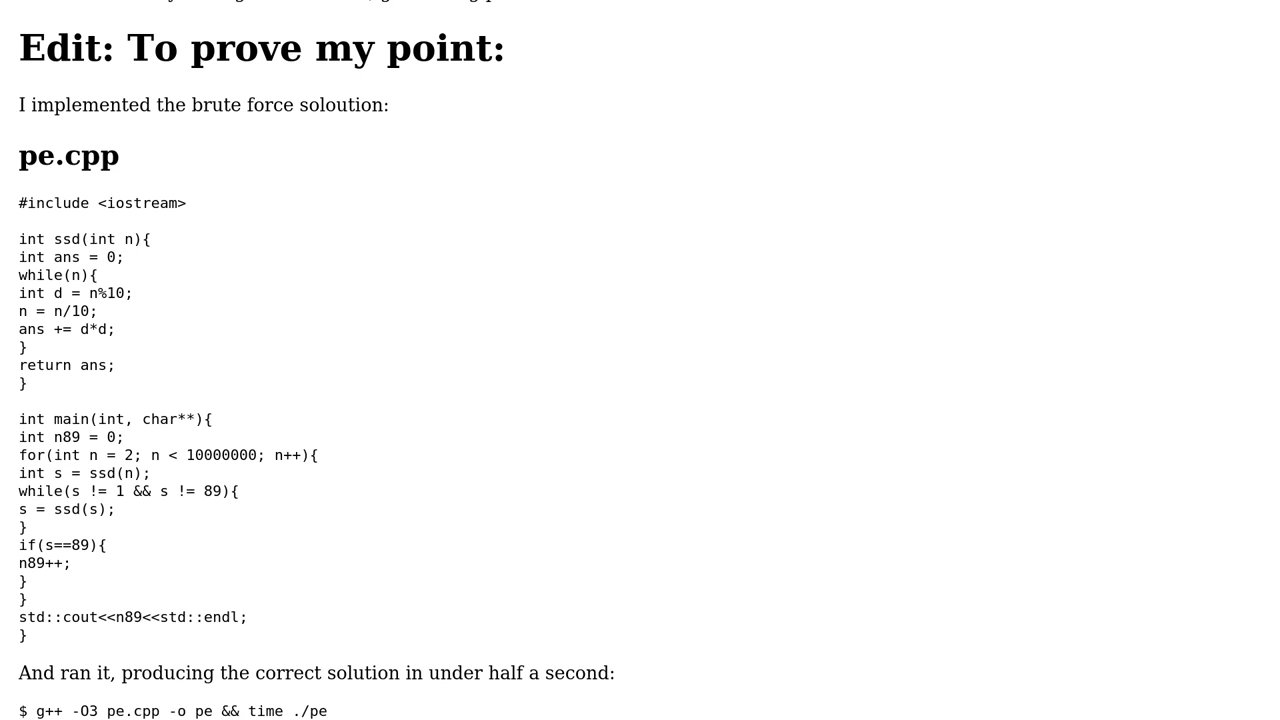 Edit: To prove my point:
I implemented the brute force soloution:
pe.cpp
#include <iostream>
int ssd(int n){
int ans = 0;
while(n){
int d = n%10;
n = n/10;
ans += d*d;
}
return ans;
}
int main(int, char**){
int n89 = 0;
for(int n = 2; n < 10000000; n++){
int s = ssd(n);
while(s != 1 && s != 89){
s = ssd(s);
}
if(s==89){
n89++;
}
}
std::cout<<n89<<std::endl;
}
And ran it, producing the correct solution in under half a second:
$ g++ -O3 pe.cpp -o pe && time ./pe